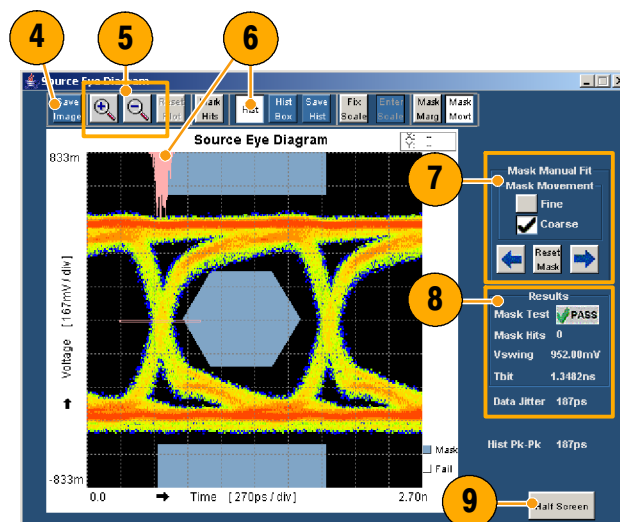 4 5 6
Source Eye Diagram
Save Image
Reset Plot
Mark Hits
Hist
Hist Box
Save Hist
Fix Scale
Enter Scale
Mask Marg
Mask Movt
Source Eye Diagram
X: --
Y: --
833m
Voltage [167mV / div]
-833m
0.0
Time [270ps / div]
2.70n
Mask
Fail
7
Mask Manual Fit
Mask Movement
Fine
Coarse
Reset Mask
8
Results
Mask Test PASS
Mask Hits 0
Vswing 952.00mV
Tbit 1.3482ns
Data Jitter 187ps
Hist Pk-Pk 187ps
9
Half Screen